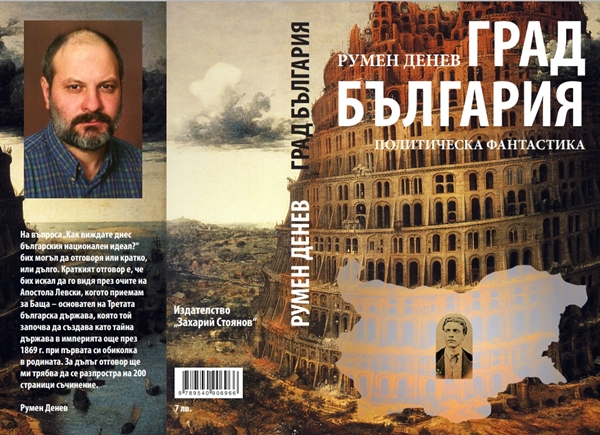 На въпроса „Как виждате днес
българския национален идеал?“
бих могъл да отговоря или кратко,
или дълго. Краткият отговор е, че
бих искал да го видя през очите на
Апостола Левски, когото приемам
за Баща – основател на Третата
българска държава, която той
започва да създава като тайна
държава в империята още през
1869 г. при първата си обиколка
в родината. За дълъг отговор ще
ми трябва да се разпростра на 200
страници съчинение.
Румен Денев
Издателство
„Захарий Стоянов“
9789540906966
7 лв.
РУМЕН ДЕНЕВ ГРАД БЪЛГАРИЯ
РУМЕН ДЕНЕВ ГРАД
БЪЛГАРИЯ
ПОЛИТИЧЕСКА ФАНТАСТИКА